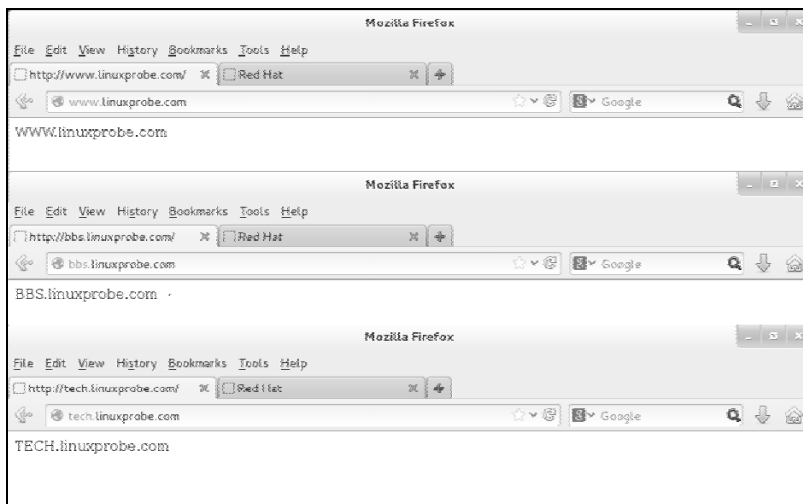 Mozilla Firefox
File Edit View History Bookmarks Tools Help
http://www.linuxprobe.com/ Red Hat
www.linuxprobe.com Google
WWW.linuxprobe.com
Mozilla Firefox
File Edit View History Bookmarks Tools Help
http://bbs.linuxprobe.com/ Red Hat
bbs.linuxprobe.com Google
BBS.linuxprobe.com
Mozilla Firefox
File Edit View History Bookmarks Tools Help
http://tech.linuxprobe.com/ Red Hat
tech.linuxprobe.com Google
TECH.linuxprobe.com